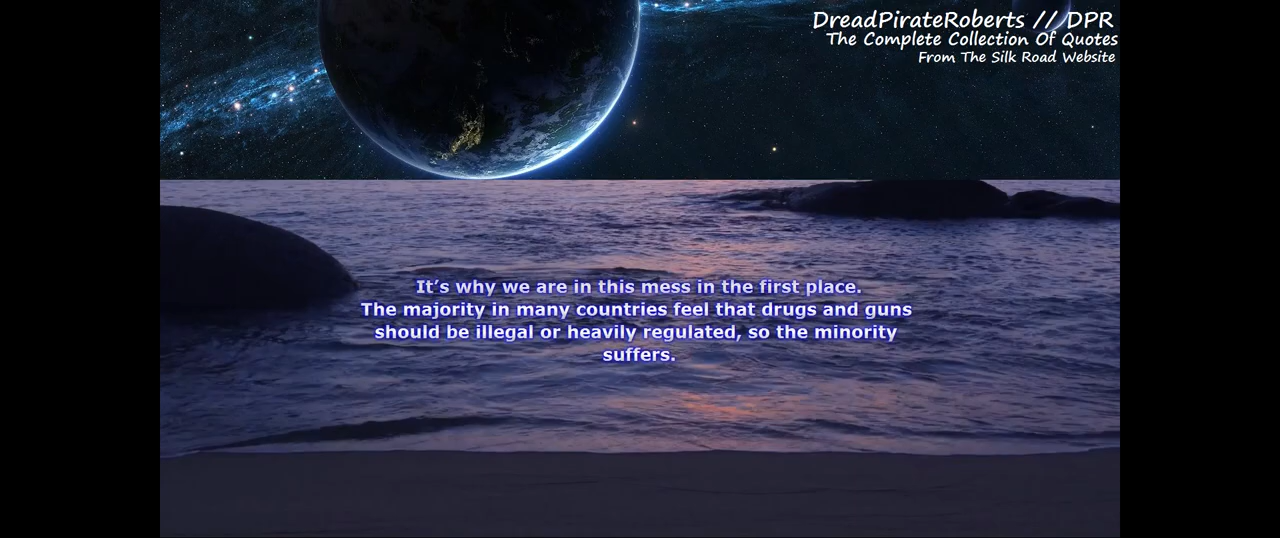 DreadPirateRoberts // DPR
The Complete Collection Of Quotes
From The Silk Road Website
It’s why we are in this mess in the first place.
The majority in many countries feel that drugs and guns
should be illegal or heavily regulated, so the minority
suffers.